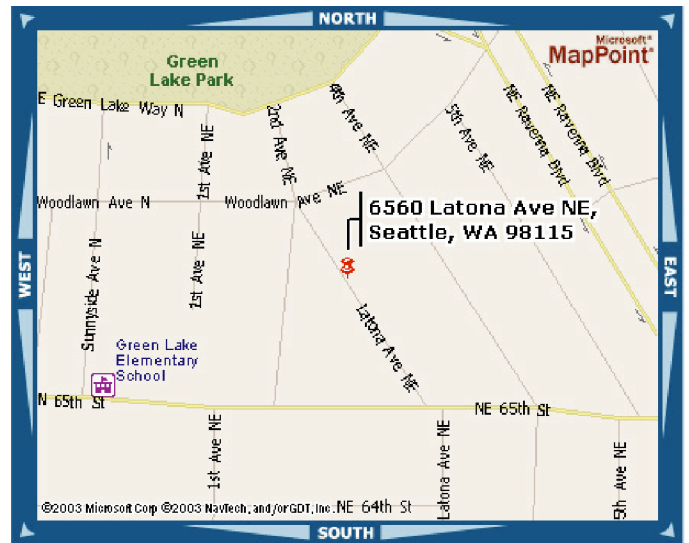 NORTH
Microsoft®
MapPoint®
Green
Lake Park
E Green Lake Way N
2nd Ave NE
4th Ave NE
5th Ave NE
NE Ravenna Blvd
NE Ravenna Blvd
1st Ave NE
Woodlawn Ave N
Woodlawn Ave NE
6560 Latona Ave NE,
Seattle, WA 98115
WEST
EAST
Sunnyside Ave N
1st Ave NE
Latona Ave NE
Green Lake
Elementary
School
N 65th St
NE 65th St
1st Ave NE
Latona Ave NE
5th Ave NE
©2003 Microsoft Corp ©2003 NavTech, and/or GDT, Inc.
NE 64th St
SOUTH